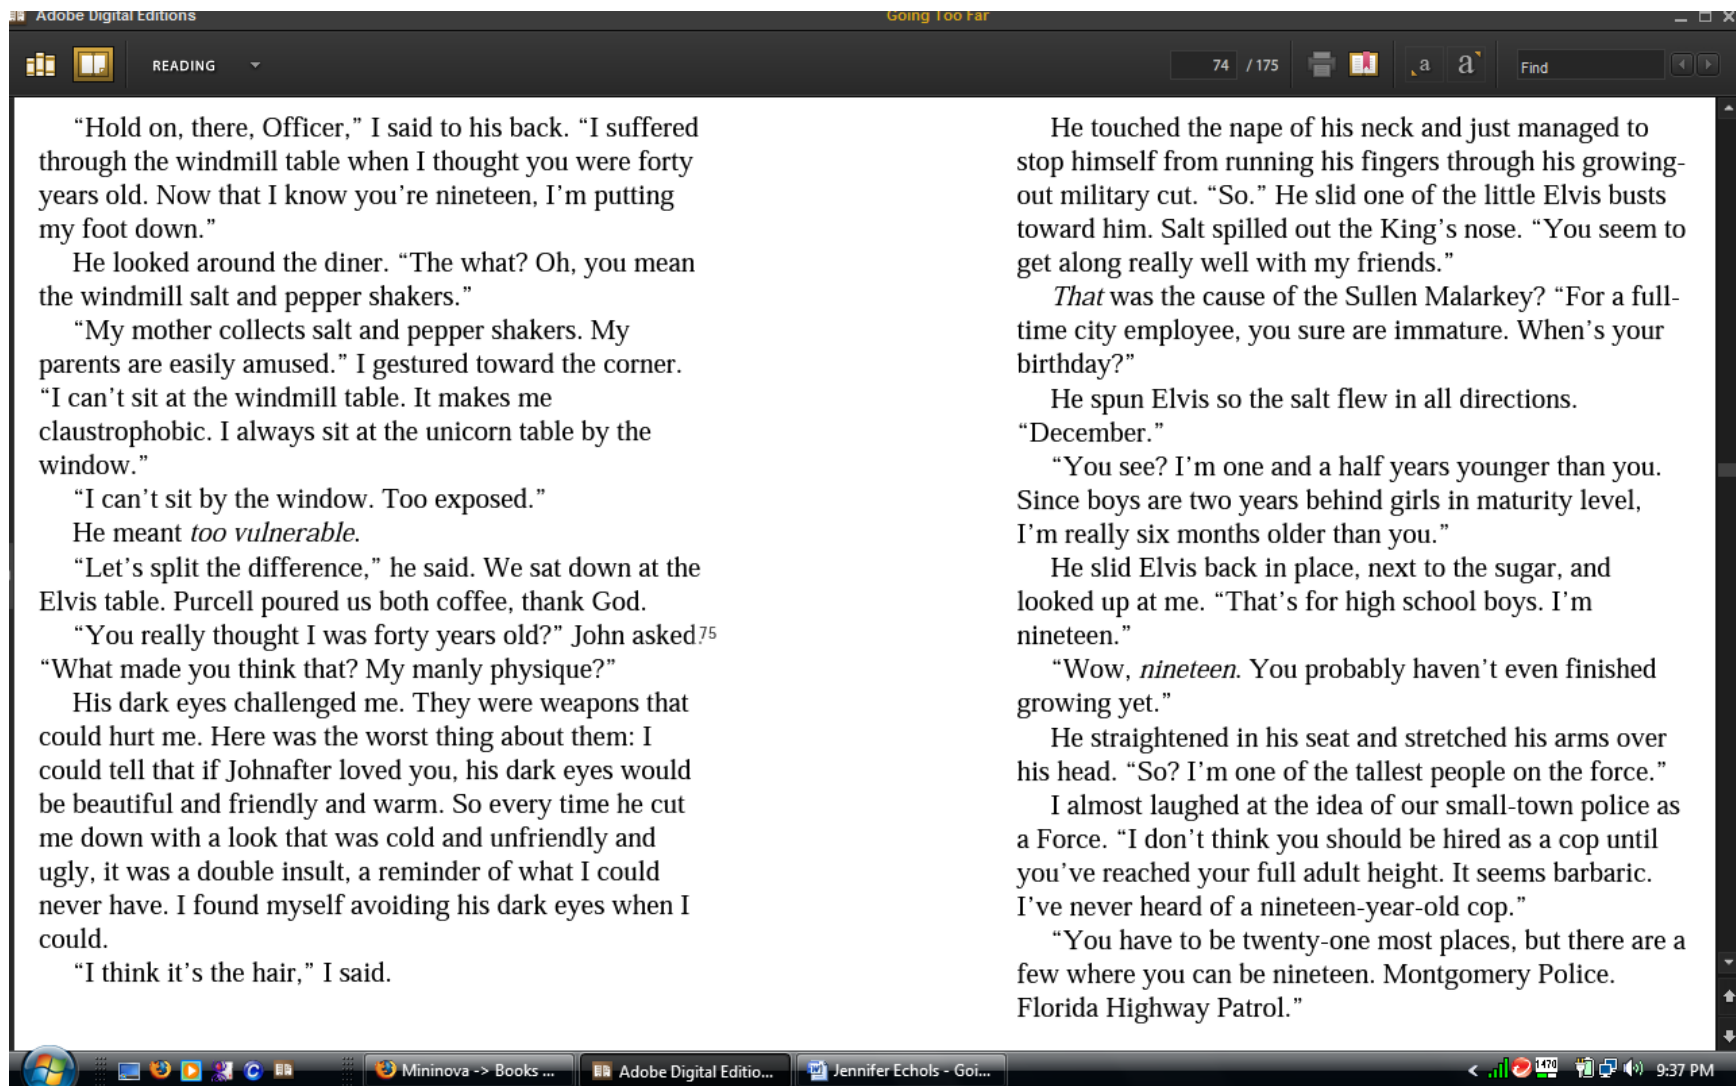 Adobe Digital Editions
Going Too Far
READING
74 / 175
a
a
Find
“Hold on, there, Officer,” I said to his back. “I suffered
through the windmill table when I thought you were forty
years old. Now that I know you’re nineteen, I’m putting
my foot down.”
He looked around the diner. “The what? Oh, you mean
the windmill salt and pepper shakers.”
“My mother collects salt and pepper shakers. My
parents are easily amused.” I gestured toward the corner.
“I can’t sit at the windmill table. It makes me
claustrophobic. I always sit at the unicorn table by the
window.”
“I can’t sit by the window. Too exposed.”
He meant too vulnerable.
“Let’s split the difference,” he said. We sat down at the
Elvis table. Purcell poured us both coffee, thank God.
“You really thought I was forty years old?” John asked.75
“What made you think that? My manly physique?”
His dark eyes challenged me. They were weapons that
could hurt me. Here was the worst thing about them: I
could tell that if Johnafter loved you, his dark eyes would
be beautiful and friendly and warm. So every time he cut
me down with a look that was cold and unfriendly and
ugly, it was a double insult, a reminder of what I could
never have. I found myself avoiding his dark eyes when I
could.
“I think it’s the hair,” I said.
He touched the nape of his neck and just managed to
stop himself from running his fingers through his growing-
out military cut. “So.” He slid one of the little Elvis busts
toward him. Salt spilled out the King’s nose. “You seem to
get along really well with my friends.”
That was the cause of the Sullen Malarkey? “For a full-
time city employee, you sure are immature. When’s your
birthday?”
He spun Elvis so the salt flew in all directions.
“December.”
“You see? I’m one and a half years younger than you.
Since boys are two years behind girls in maturity level,
I’m really six months older than you.”
He slid Elvis back in place, next to the sugar, and
looked up at me. “That’s for high school boys. I’m
nineteen.”
“Wow, nineteen. You probably haven’t even finished
growing yet.”
He straightened in his seat and stretched his arms over
his head. “So? I’m one of the tallest people on the force.”
I almost laughed at the idea of our small-town police as
a Force. “I don’t think you should be hired as a cop until
you’ve reached your full adult height. It seems barbaric.
I’ve never heard of a nineteen-year-old cop.”
“You have to be twenty-one most places, but there are a
few where you can be nineteen. Montgomery Police.
Florida Highway Patrol.”
Mininova -> Books ...
Adobe Digital Editio...
Jennifer Echols - Goi...
1470
9:37 PM